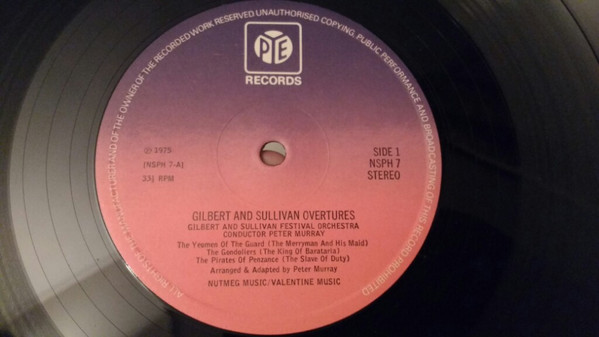 ALL RIGHTS OF THE MANUFACTURER AND OF THE OWNER OF THE RECORDED WORK RESERVED UNAUTHORISED COPYING, PUBLIC PERFORMANCE AND BROADCASTING OF THIS RECORD PROHIBITED
PYE
RECORDS
℗ 1975
(NSPH 7-A)
33⅓ RPM
SIDE 1
NSPH 7
STEREO
GILBERT AND SULLIVAN OVERTURES
GILBERT AND SULLIVAN FESTIVAL ORCHESTRA
CONDUCTOR PETER MURRAY
The Yeomen Of The Guard (The Merryman And His Maid)
The Gondoliers (The King Of Barataria)
The Pirates Of Penzance (The Slave Of Duty)
Arranged & Adapted by Peter Murray
NUTMEG MUSIC/VALENTINE MUSIC